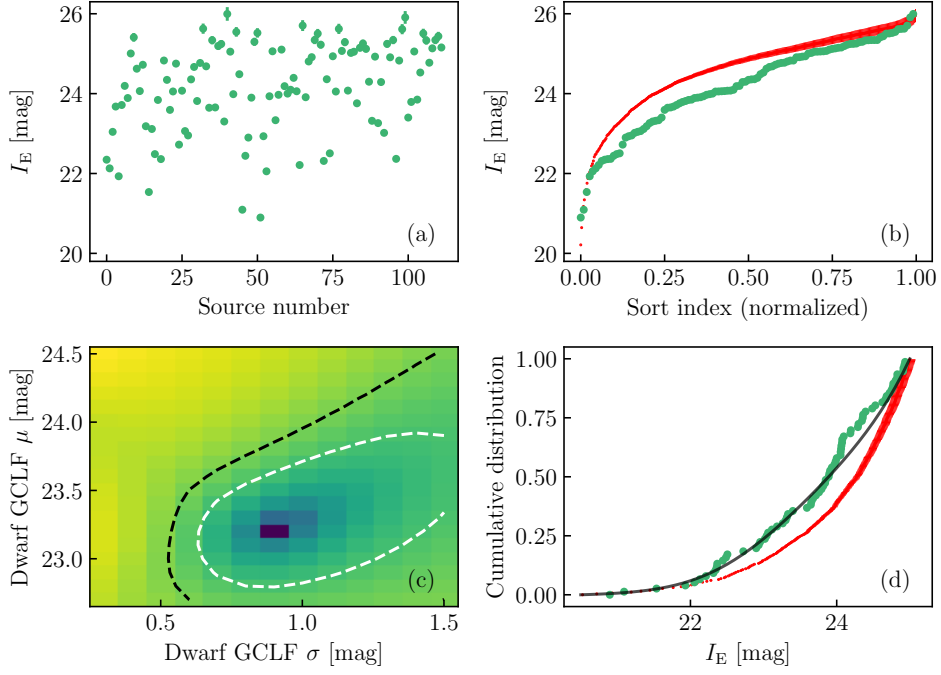 26
24
22
20
I_E [mag]
0
25
50
75
100
Source number
(a)
26
24
22
20
I_E [mag]
0.00
0.25
0.50
0.75
1.00
Sort index (normalized)
(b)
24.5
24.0
23.5
23.0
Dwarf GCLF μ [mag]
0.5
1.0
1.5
Dwarf GCLF σ [mag]
(c)
1.00
0.75
0.50
0.25
0.00
Cumulative distribution
22
24
I_E [mag]
(d)